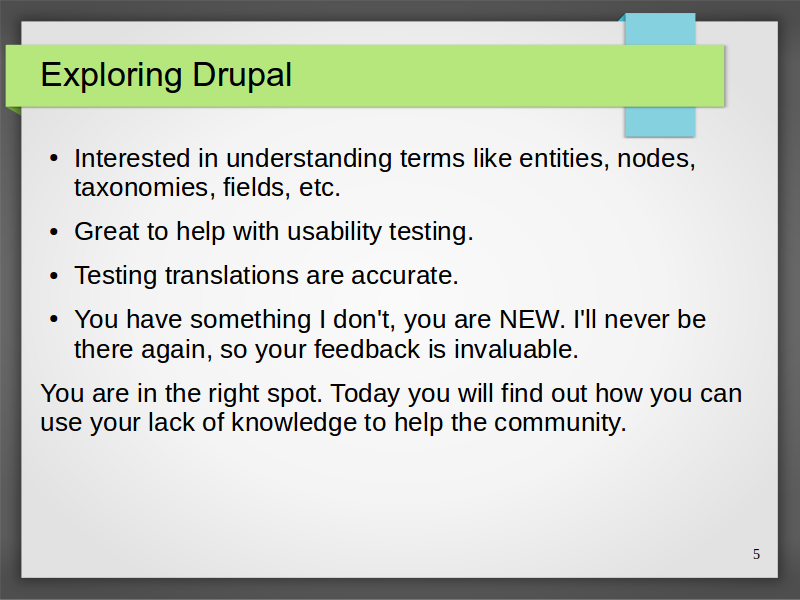 Exploring Drupal
• Interested in understanding terms like entities, nodes,
taxonomies, fields, etc.
• Great to help with usability testing.
• Testing translations are accurate.
• You have something I don't, you are NEW. I'll never be
there again, so your feedback is invaluable.
You are in the right spot. Today you will find out how you can
use your lack of knowledge to help the community.
5